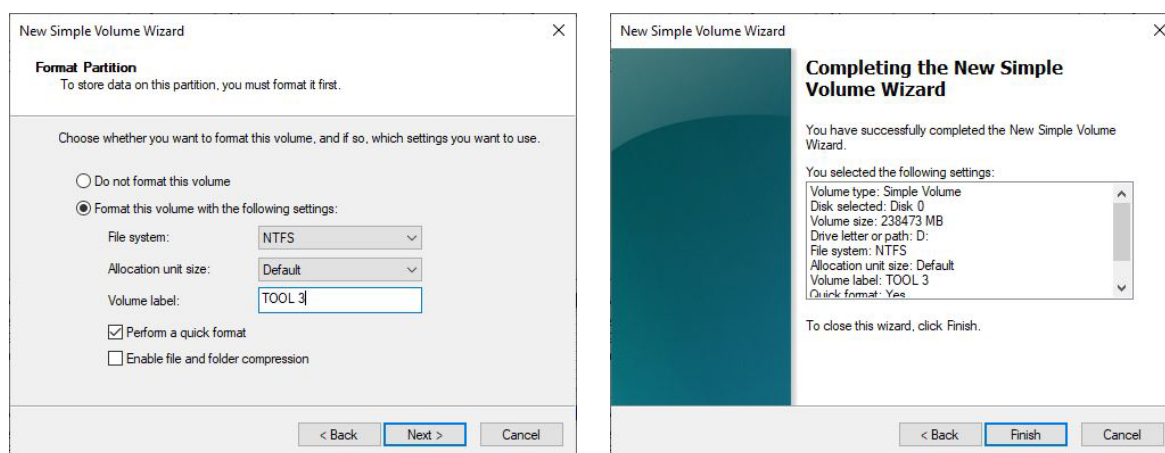 New Simple Volume Wizard
Format Partition
To store data on this partition, you must format it first.
Choose whether you want to format this volume, and if so, which settings you want to use.
Do not format this volume
Format this volume with the following settings:
File system: NTFS
Allocation unit size: Default
Volume label: TOOL 3
Perform a quick format
Enable file and folder compression
< Back Next > Cancel
New Simple Volume Wizard
Completing the New Simple
Volume Wizard
You have successfully completed the New Simple Volume
Wizard.
You selected the following settings:
Volume type: Simple Volume
Disk selected: Disk 0
Volume size: 238473 MB
Drive letter or path: D:
File system: NTFS
Allocation unit size: Default
Volume label: TOOL 3
Quick format: Yes
To close this wizard, click Finish.
< Back Finish Cancel